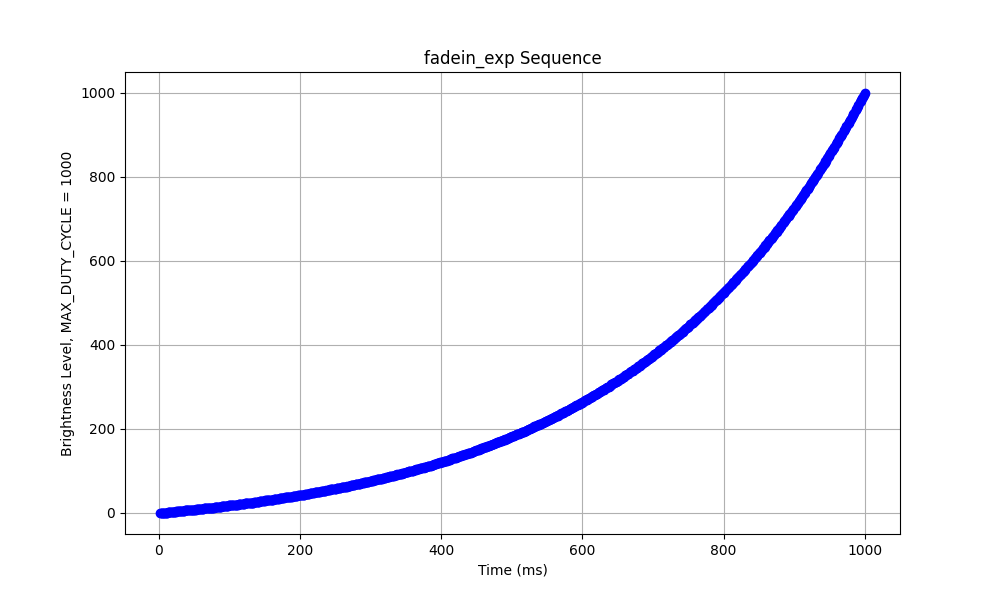 fadein_exp Sequence
Brightness Level, MAX_DUTY_CYCLE = 1000
1000
800
600
400
200
0
0 200 400 600 800 1000
Time (ms)